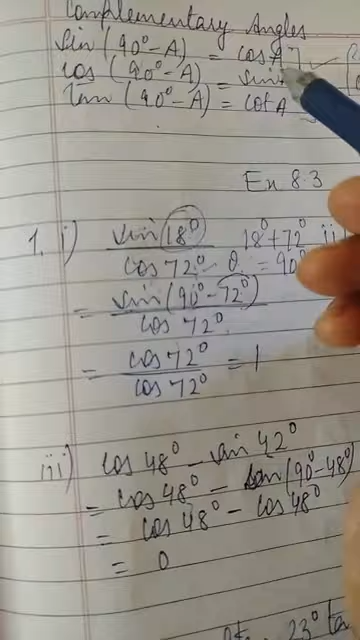 Complementary Angles
sin (90° - A) = cos A
cos (90° - A) = sin
tan (90° - A) = cot A
Ex 8.3
1. i) sin 18° / cos 72° 18° + 72° = 90°
= sin (90° - 72°) / cos 72°
= cos 72° / cos 72° = 1
iii) cos 48° - sin 42°
= cos 48° - sin (90° - 48°)
= cos 48° - cos 48°
= 0
23° ta